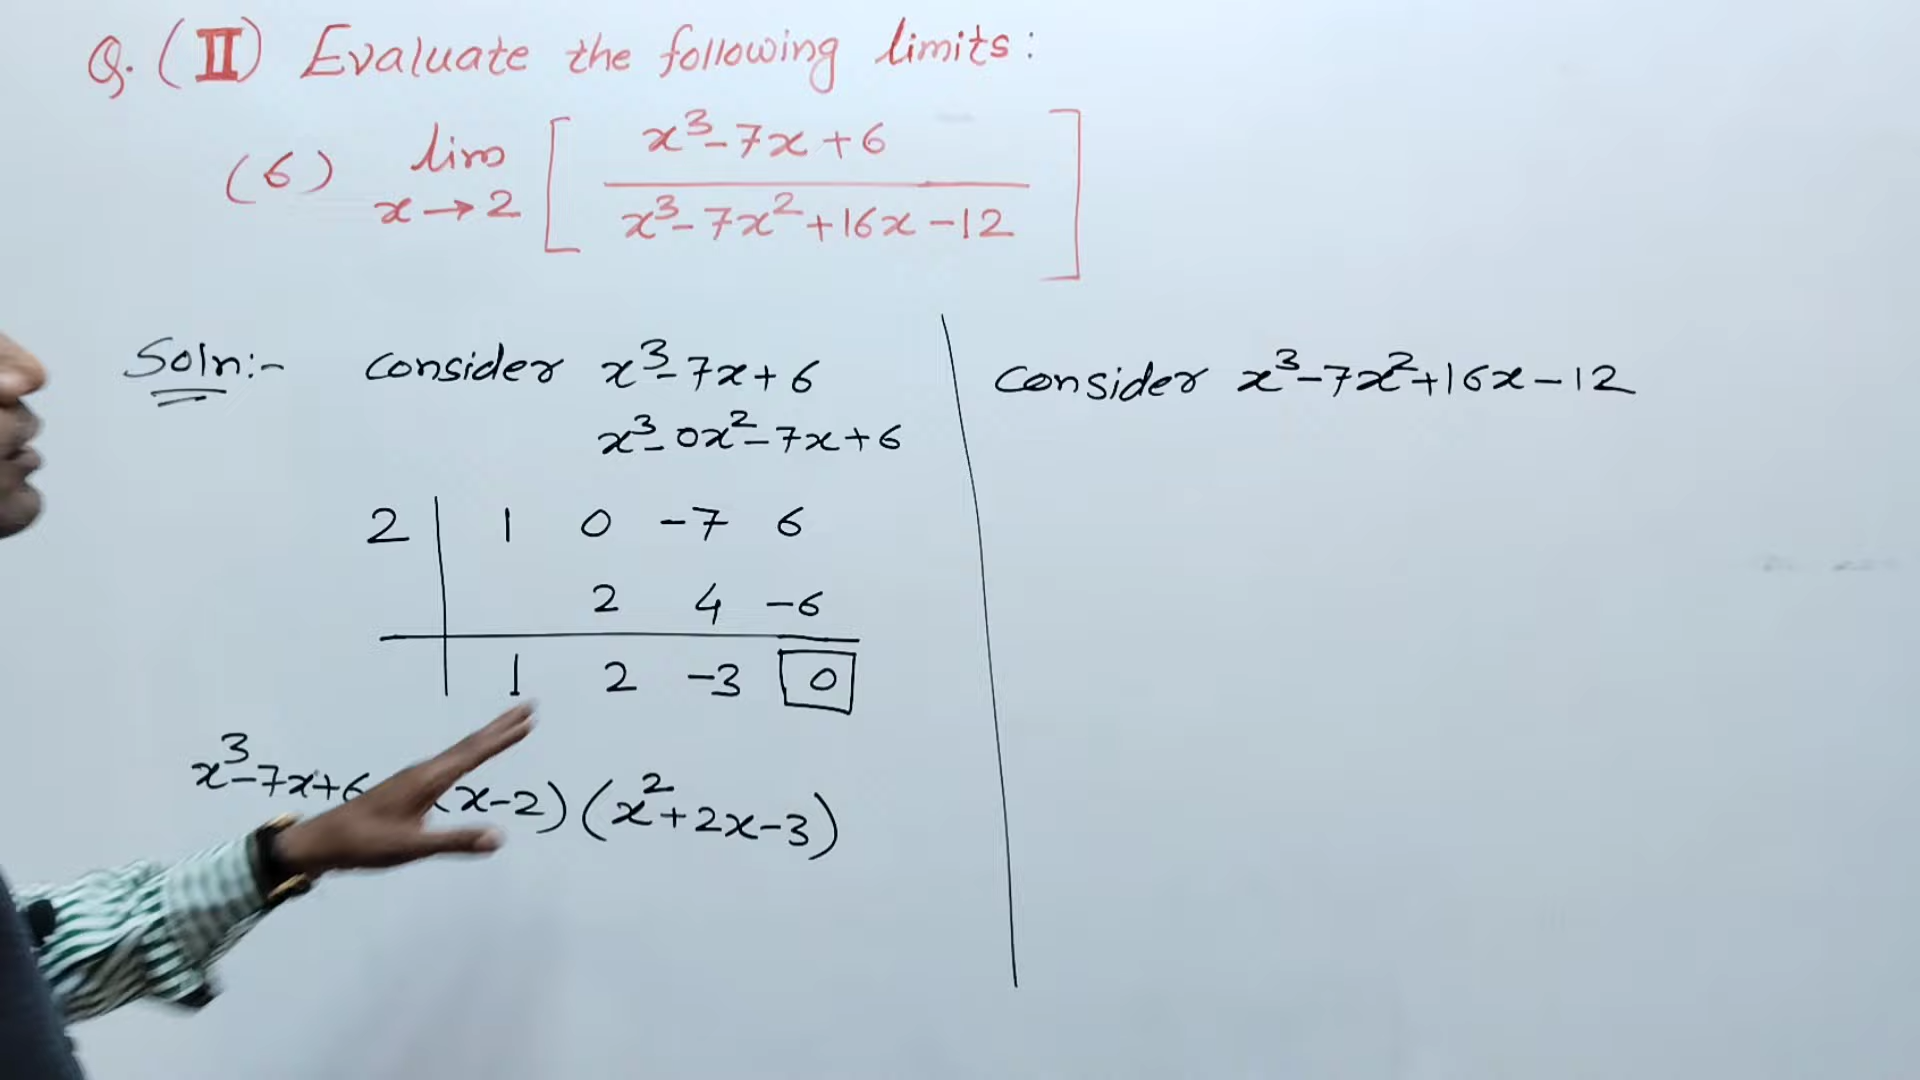 Q. (II) Evaluate the following limits:
(6) lim x→2 [ x³-7x+6 / x³-7x²+16x-12 ]
Soln:- consider x³-7x+6
x³-0x²-7x+6
2 | 1 0 -7 6
2 4 -6
1 2 -3 0
x³-7x+6 (x-2)(x²+2x-3)
consider x³-7x²+16x-12